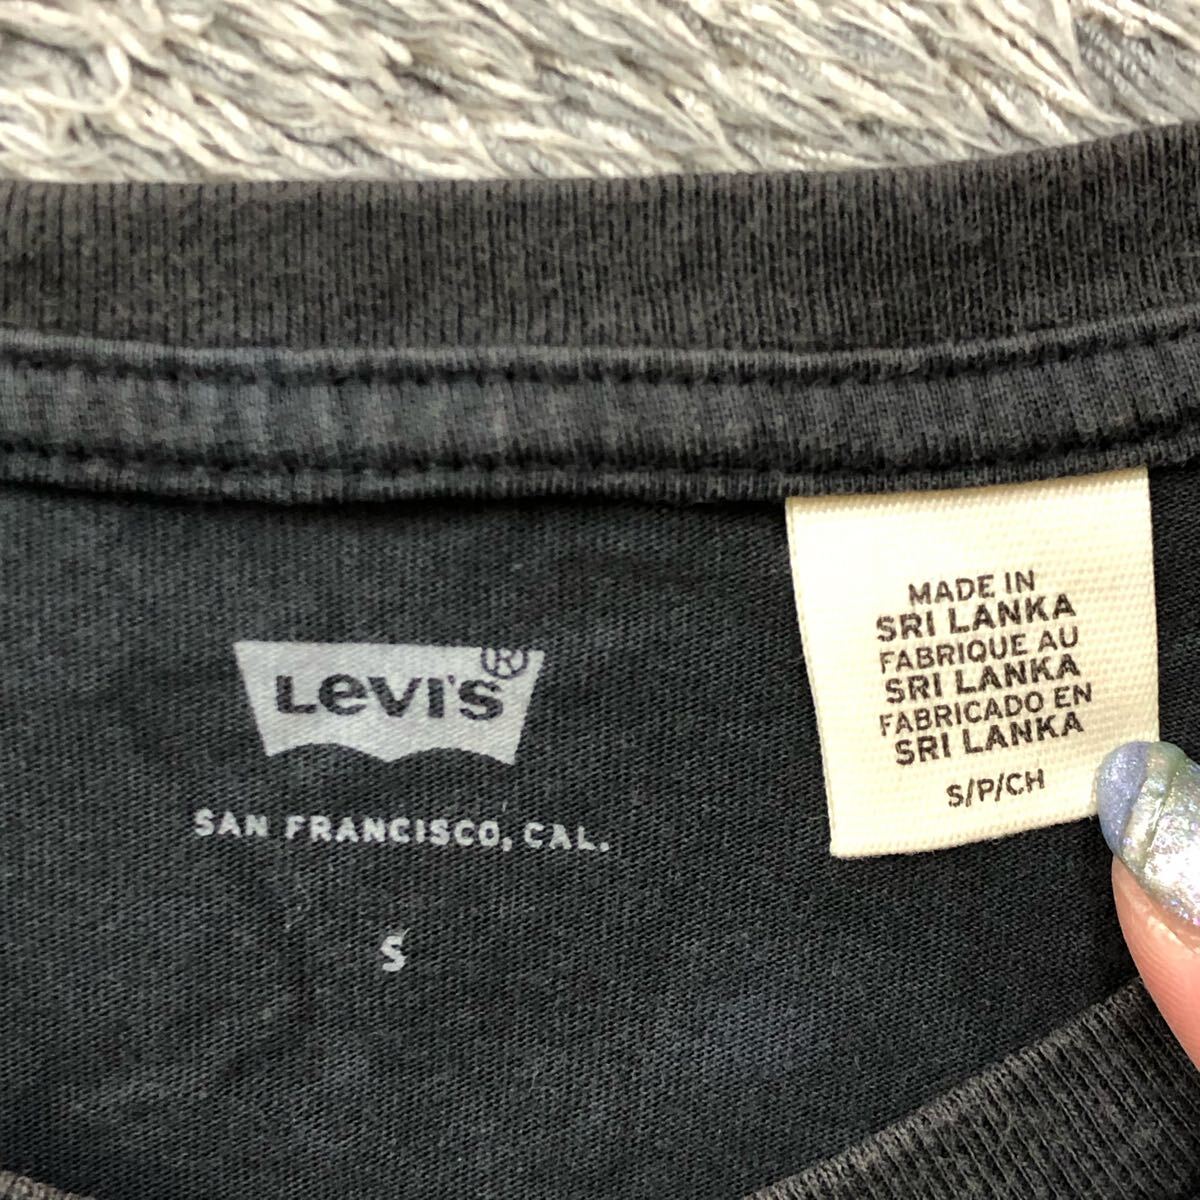 LEVI'S®
SAN FRANCISCO, CAL.
S
MADE IN
SRI LANKA
FABRIQUE AU
SRI LANKA
FABRICADO EN
SRI LANKA
S/P/CH